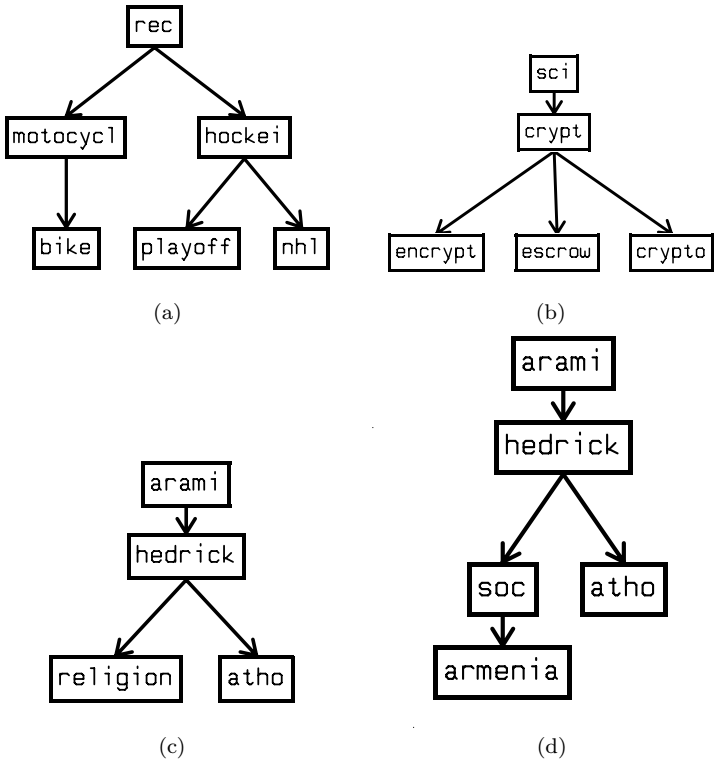 rec
motocycl hockei
bike playoff nhl
(a)
sci
crypt
encrypt escrow crypto
(b)
arami
hedrick
religion atho
(c)
arami
hedrick
soc atho
armenia
(d)